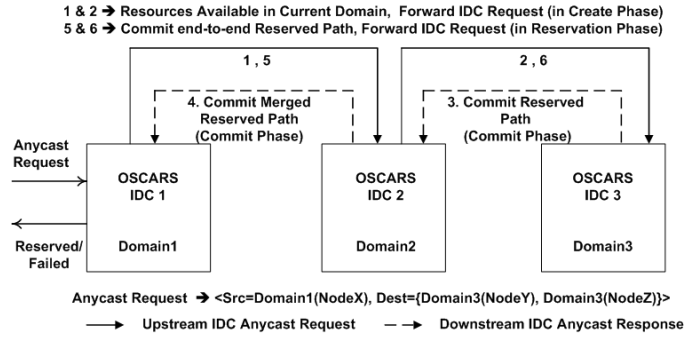 1 & 2 ➔ Resources Available in Current Domain, Forward IDC Request (in Create Phase)
5 & 6 ➔ Commit end-to-end Reserved Path, Forward IDC Request (in Reservation Phase)
1 , 5
2 , 6
4. Commit Merged
Reserved Path
(Commit Phase)
3. Commit Reserved
Path
(Commit Phase)
Anycast
Request
OSCARS
IDC 1
Domain1
OSCARS
IDC 2
Domain2
OSCARS
IDC 3
Domain3
Reserved/
Failed
Anycast Request ➔ <Src=Domain1(NodeX), Dest={Domain3(NodeY), Domain3(NodeZ)}>
Upstream IDC Anycast Request
Downstream IDC Anycast Response